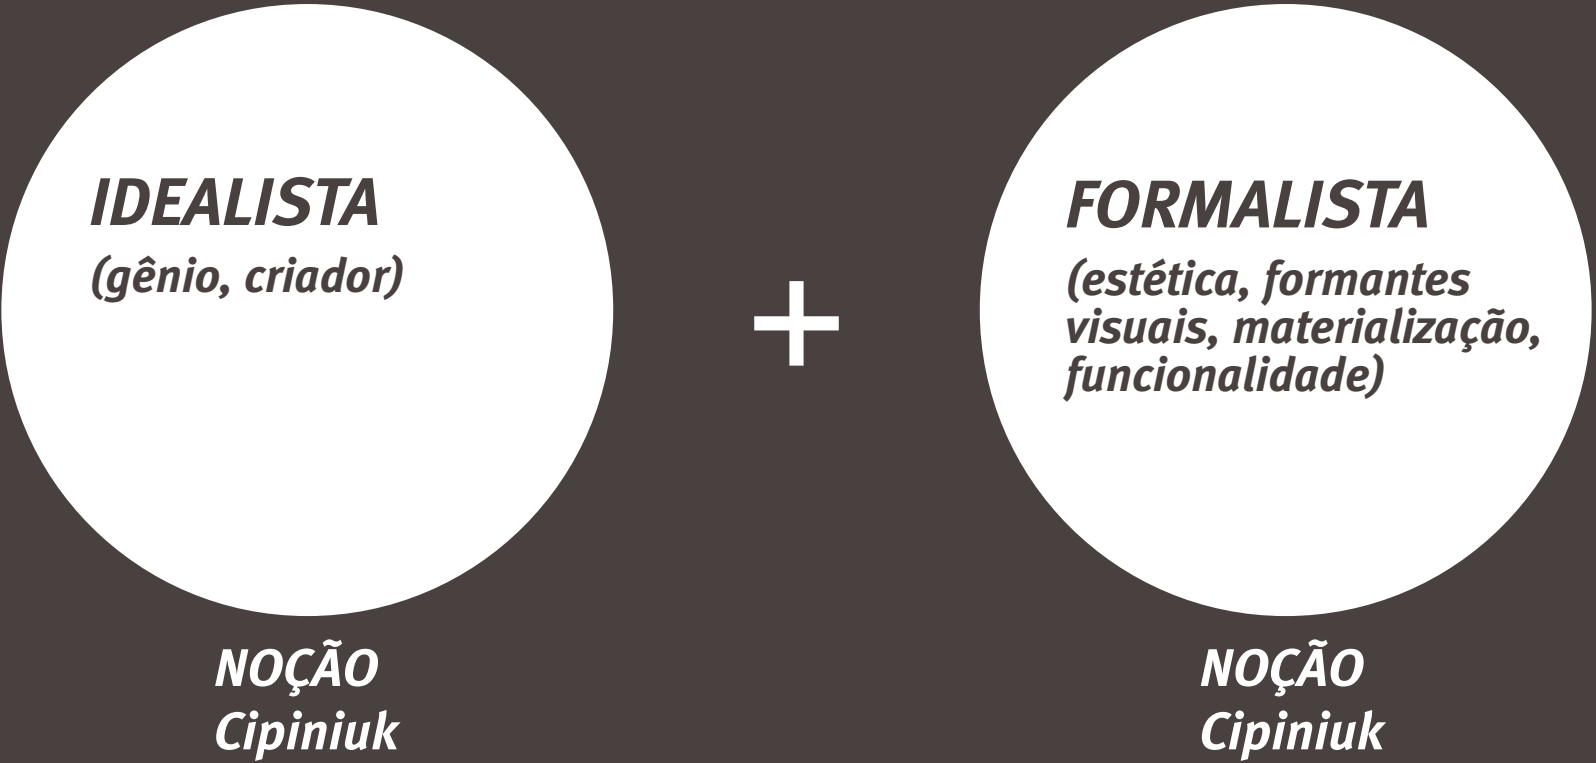 IDEALISTA
(gênio, criador)
+
FORMALISTA
(estética, formantes
visuais, materialização,
funcionalidade)
NOÇÃO
Cipiniuk
NOÇÃO
Cipiniuk